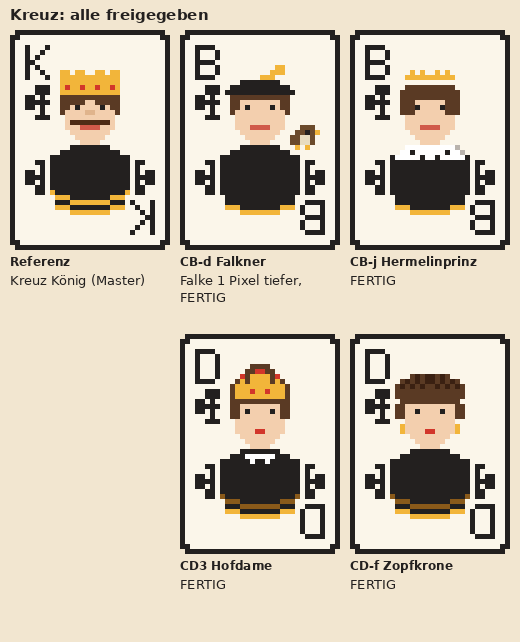 Kreuz: alle freigegeben
K
B
B
K
B
B
Referenz
Kreuz König (Master)
CB-d Falkner
Falke 1 Pixel tiefer,
FERTIG
CB-j Hermelinprinz
FERTIG
D
D
D
D
CD3 Hofdame
FERTIG
CD-f Zopfkrone
FERTIG